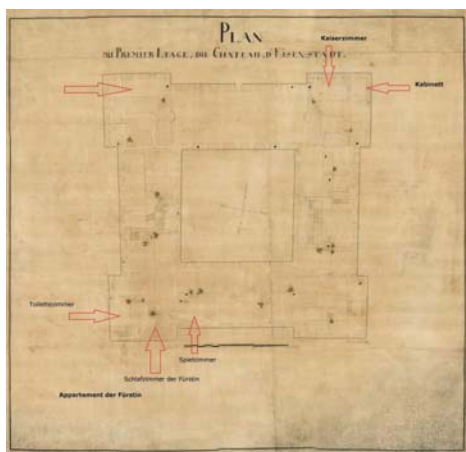 PLAN
DU PREMIER ETAGE, DU CHATEAU, D'EISENSTADT.
Kaiserzimmer
Kabinett
Toilettezimmer
Spielzimmer
Schlafzimmer der Fürstin
Appartement der Fürstin